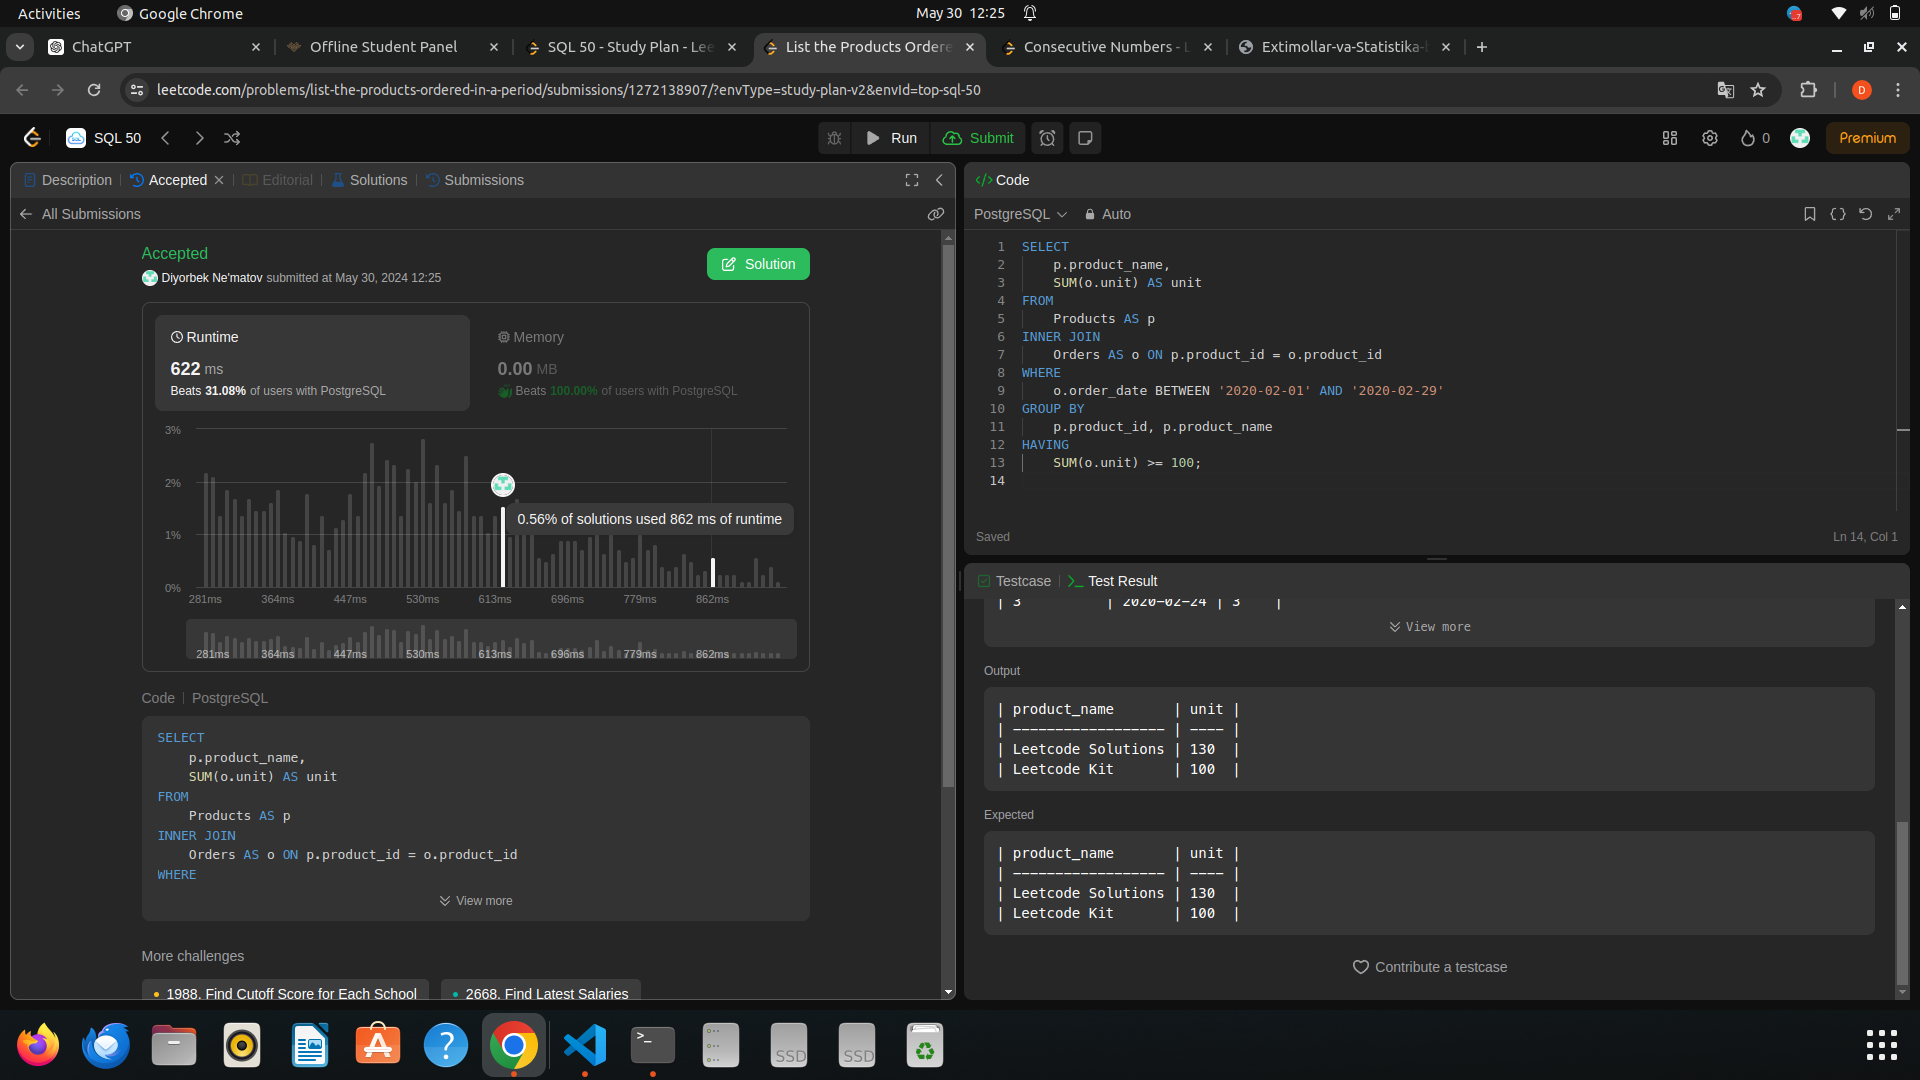 Activities
Google Chrome
May 30 12:25
ChatGPT
Offline Student Panel
SQL 50 - Study Plan - Lee
List the Products Ordere
Consecutive Numbers - L
Extimollar-va-Statistika-
leetcode.com/problems/list-the-products-ordered-in-a-period/submissions/1272138907/?envType=study-plan-v2&envId=top-sql-50
D
SQL 50
Run
Submit
0
Premium
Description
Accepted
Editorial
Solutions
Submissions
All Submissions
Accepted
Diyorbek Ne'matov submitted at May 30, 2024 12:25
Solution
Runtime
622 ms
Beats 31.08% of users with PostgreSQL
Memory
0.00 MB
Beats 100.00% of users with PostgreSQL
3%
2%
1%
0%
0.56% of solutions used 862 ms of runtime
281ms 364ms 447ms 530ms 613ms 696ms 779ms 862ms
281ms 364ms 447ms 530ms 613ms 696ms 779ms 862ms
Code | PostgreSQL
SELECT
p.product_name,
SUM(o.unit) AS unit
FROM
Products AS p
INNER JOIN
Orders AS o ON p.product_id = o.product_id
WHERE
View more
More challenges
1988. Find Cutoff Score for Each School
2668. Find Latest Salaries
</> Code
PostgreSQL
Auto
1 SELECT
2 p.product_name,
3 SUM(o.unit) AS unit
4 FROM
5 Products AS p
6 INNER JOIN
7 Orders AS o ON p.product_id = o.product_id
8 WHERE
9 o.order_date BETWEEN '2020-02-01' AND '2020-02-29'
10 GROUP BY
11 p.product_id, p.product_name
12 HAVING
13 SUM(o.unit) >= 100;
14
Saved
Ln 14, Col 1
Testcase
Test Result
| 3 | 2020-02-24 | 3 |
View more
Output
| product_name | unit |
| ------------------ | ---- |
| Leetcode Solutions | 130 |
| Leetcode Kit | 100 |
Expected
| product_name | unit |
| ------------------ | ---- |
| Leetcode Solutions | 130 |
| Leetcode Kit | 100 |
Contribute a testcase
SSD
SSD